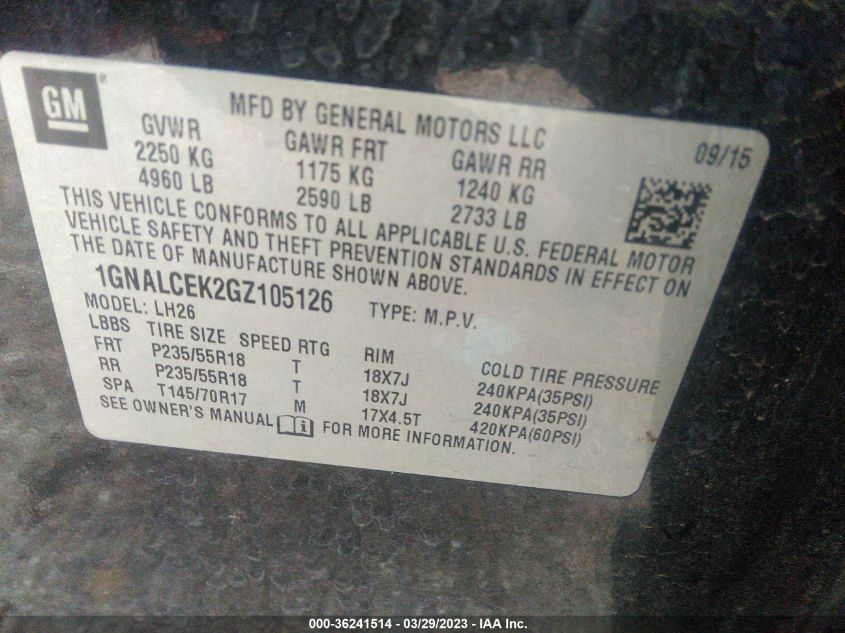 GM
MFD BY GENERAL MOTORS LLC 09/15
GVWR GAWR FRT GAWR RR
2250 KG 1175 KG 1240 KG
4960 LB 2590 LB 2733 LB
THIS VEHICLE CONFORMS TO ALL APPLICABLE U.S. FEDERAL MOTOR
VEHICLE SAFETY AND THEFT PREVENTION STANDARDS IN EFFECT ON
THE DATE OF MANUFACTURE SHOWN ABOVE.
1GNALCEK2GZ105126 TYPE: M.P.V.
MODEL: LH26
LBBS TIRE SIZE SPEED RTG RIM COLD TIRE PRESSURE
FRT P235/55R18 T 18X7J 240KPA(35PSI)
RR P235/55R18 T 18X7J 240KPA(35PSI)
SPA T145/70R17 M 17X4.5T 420KPA(60PSI)
SEE OWNER'S MANUAL FOR MORE INFORMATION.
000-36241514 — 03/29/2023 — IAA Inc.